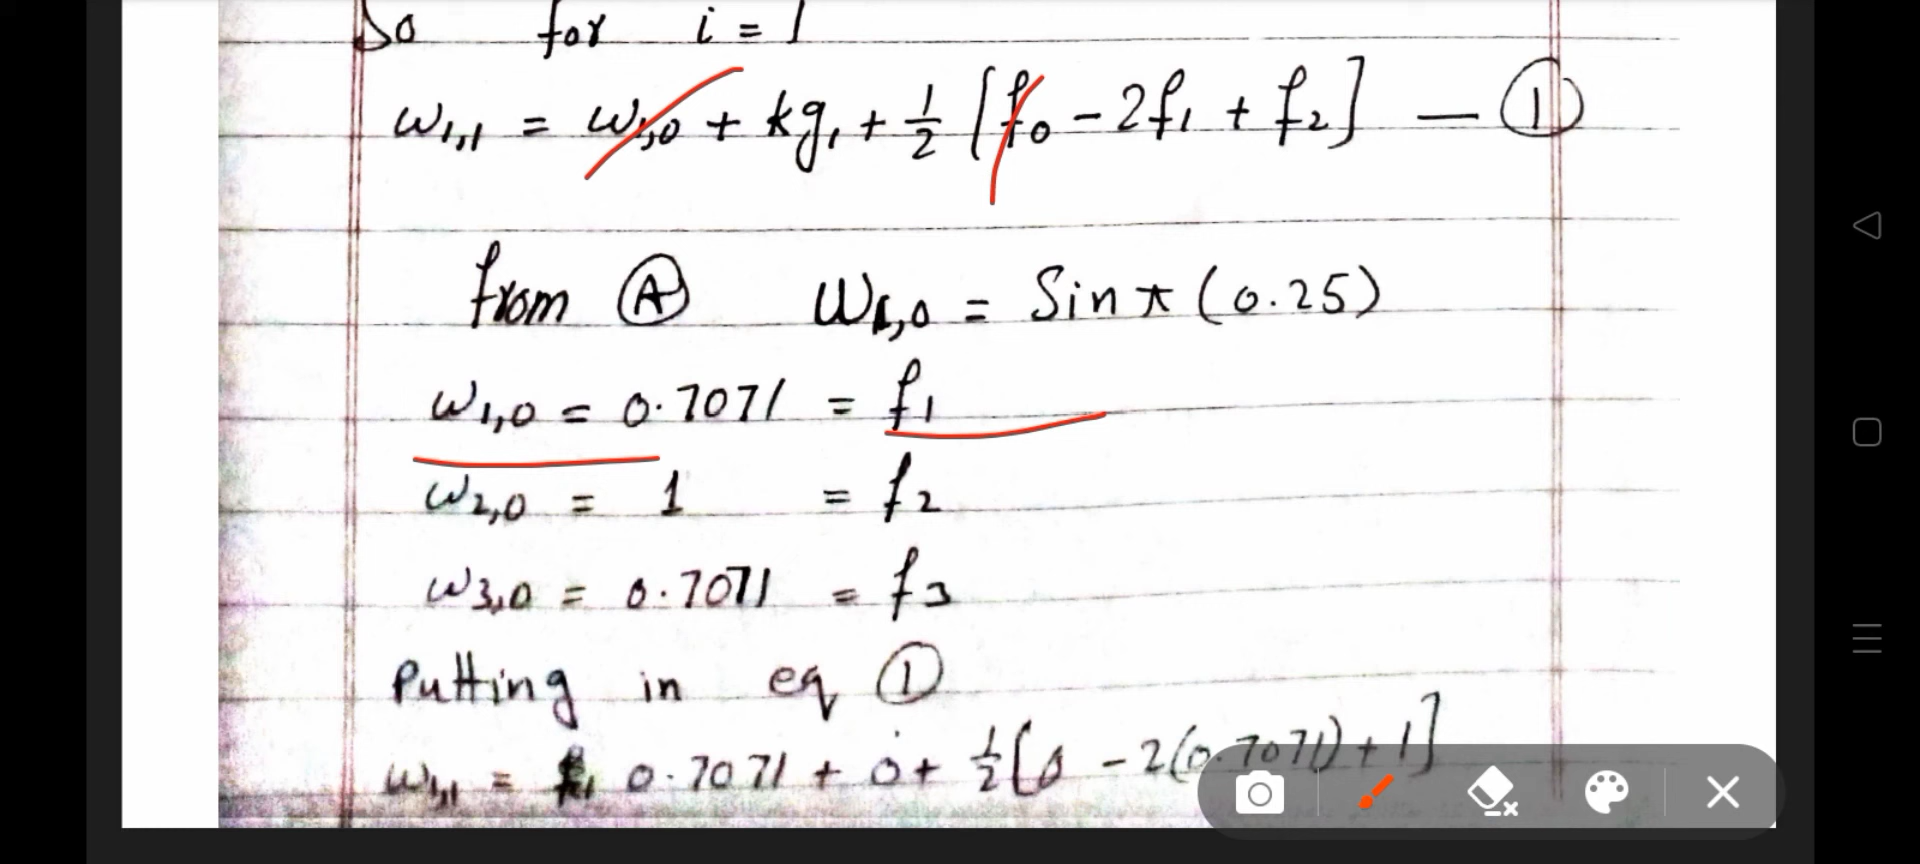 So for i = 1
w1,1 = w1,0 + kg1 + 1/2 [f0 - 2f1 + f2] — ①
from Ⓐ w1,0 = Sin π (0.25)
w1,0 = 0.7071 = f1
w2,0 = 1 = f2
w3,0 = 0.7071 = f3
Putting in eq ①
w1,1 = 0.7071 + 0 + 1/2 [0 - 2(0.7071) + 1]